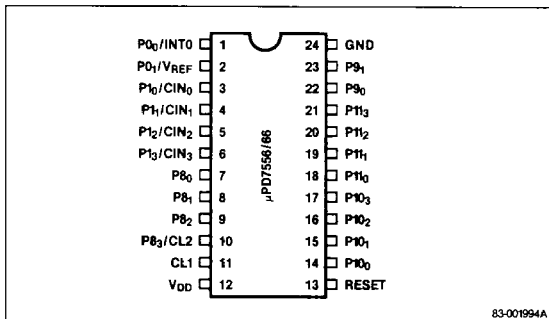 P0₀/INT0 1 24 GND
P0₁/VREF 2 23 P9₁
P1₀/CIN₀ 3 22 P9₀
P1₁/CIN₁ 4 21 P11₃
P1₂/CIN₂ 5 20 P11₂
P1₃/CIN₃ 6 19 P11₁
P8₀ 7 18 P11₀
P8₁ 8 17 P10₃
P8₂ 9 16 P10₂
P8₃/CL2 10 15 P10₁
CL1 11 14 P10₀
VDD 12 13 RESET
μPD7556/66
83-001994A